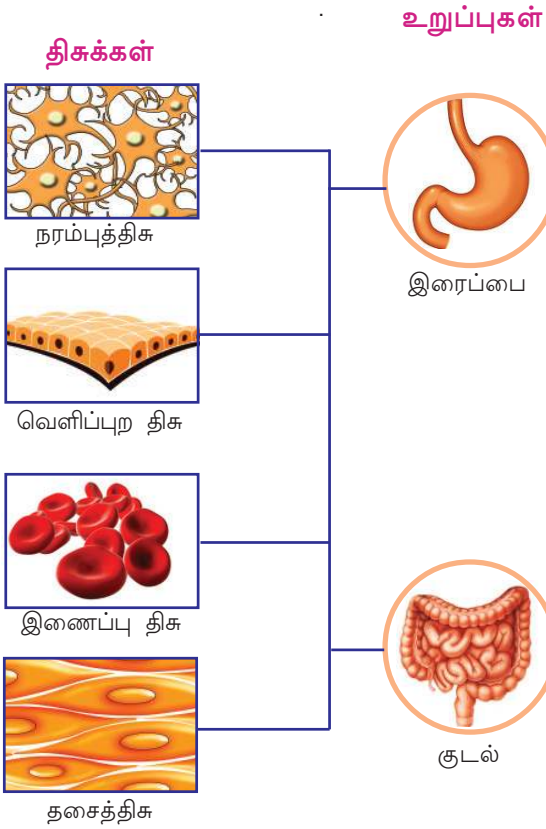 உறுப்புகள்
திசுக்கள்
நரம்புத்திசு
இரைப்பை
வெளிப்புற திசு
இணைப்பு திசு
குடல்
தசைத்திசு